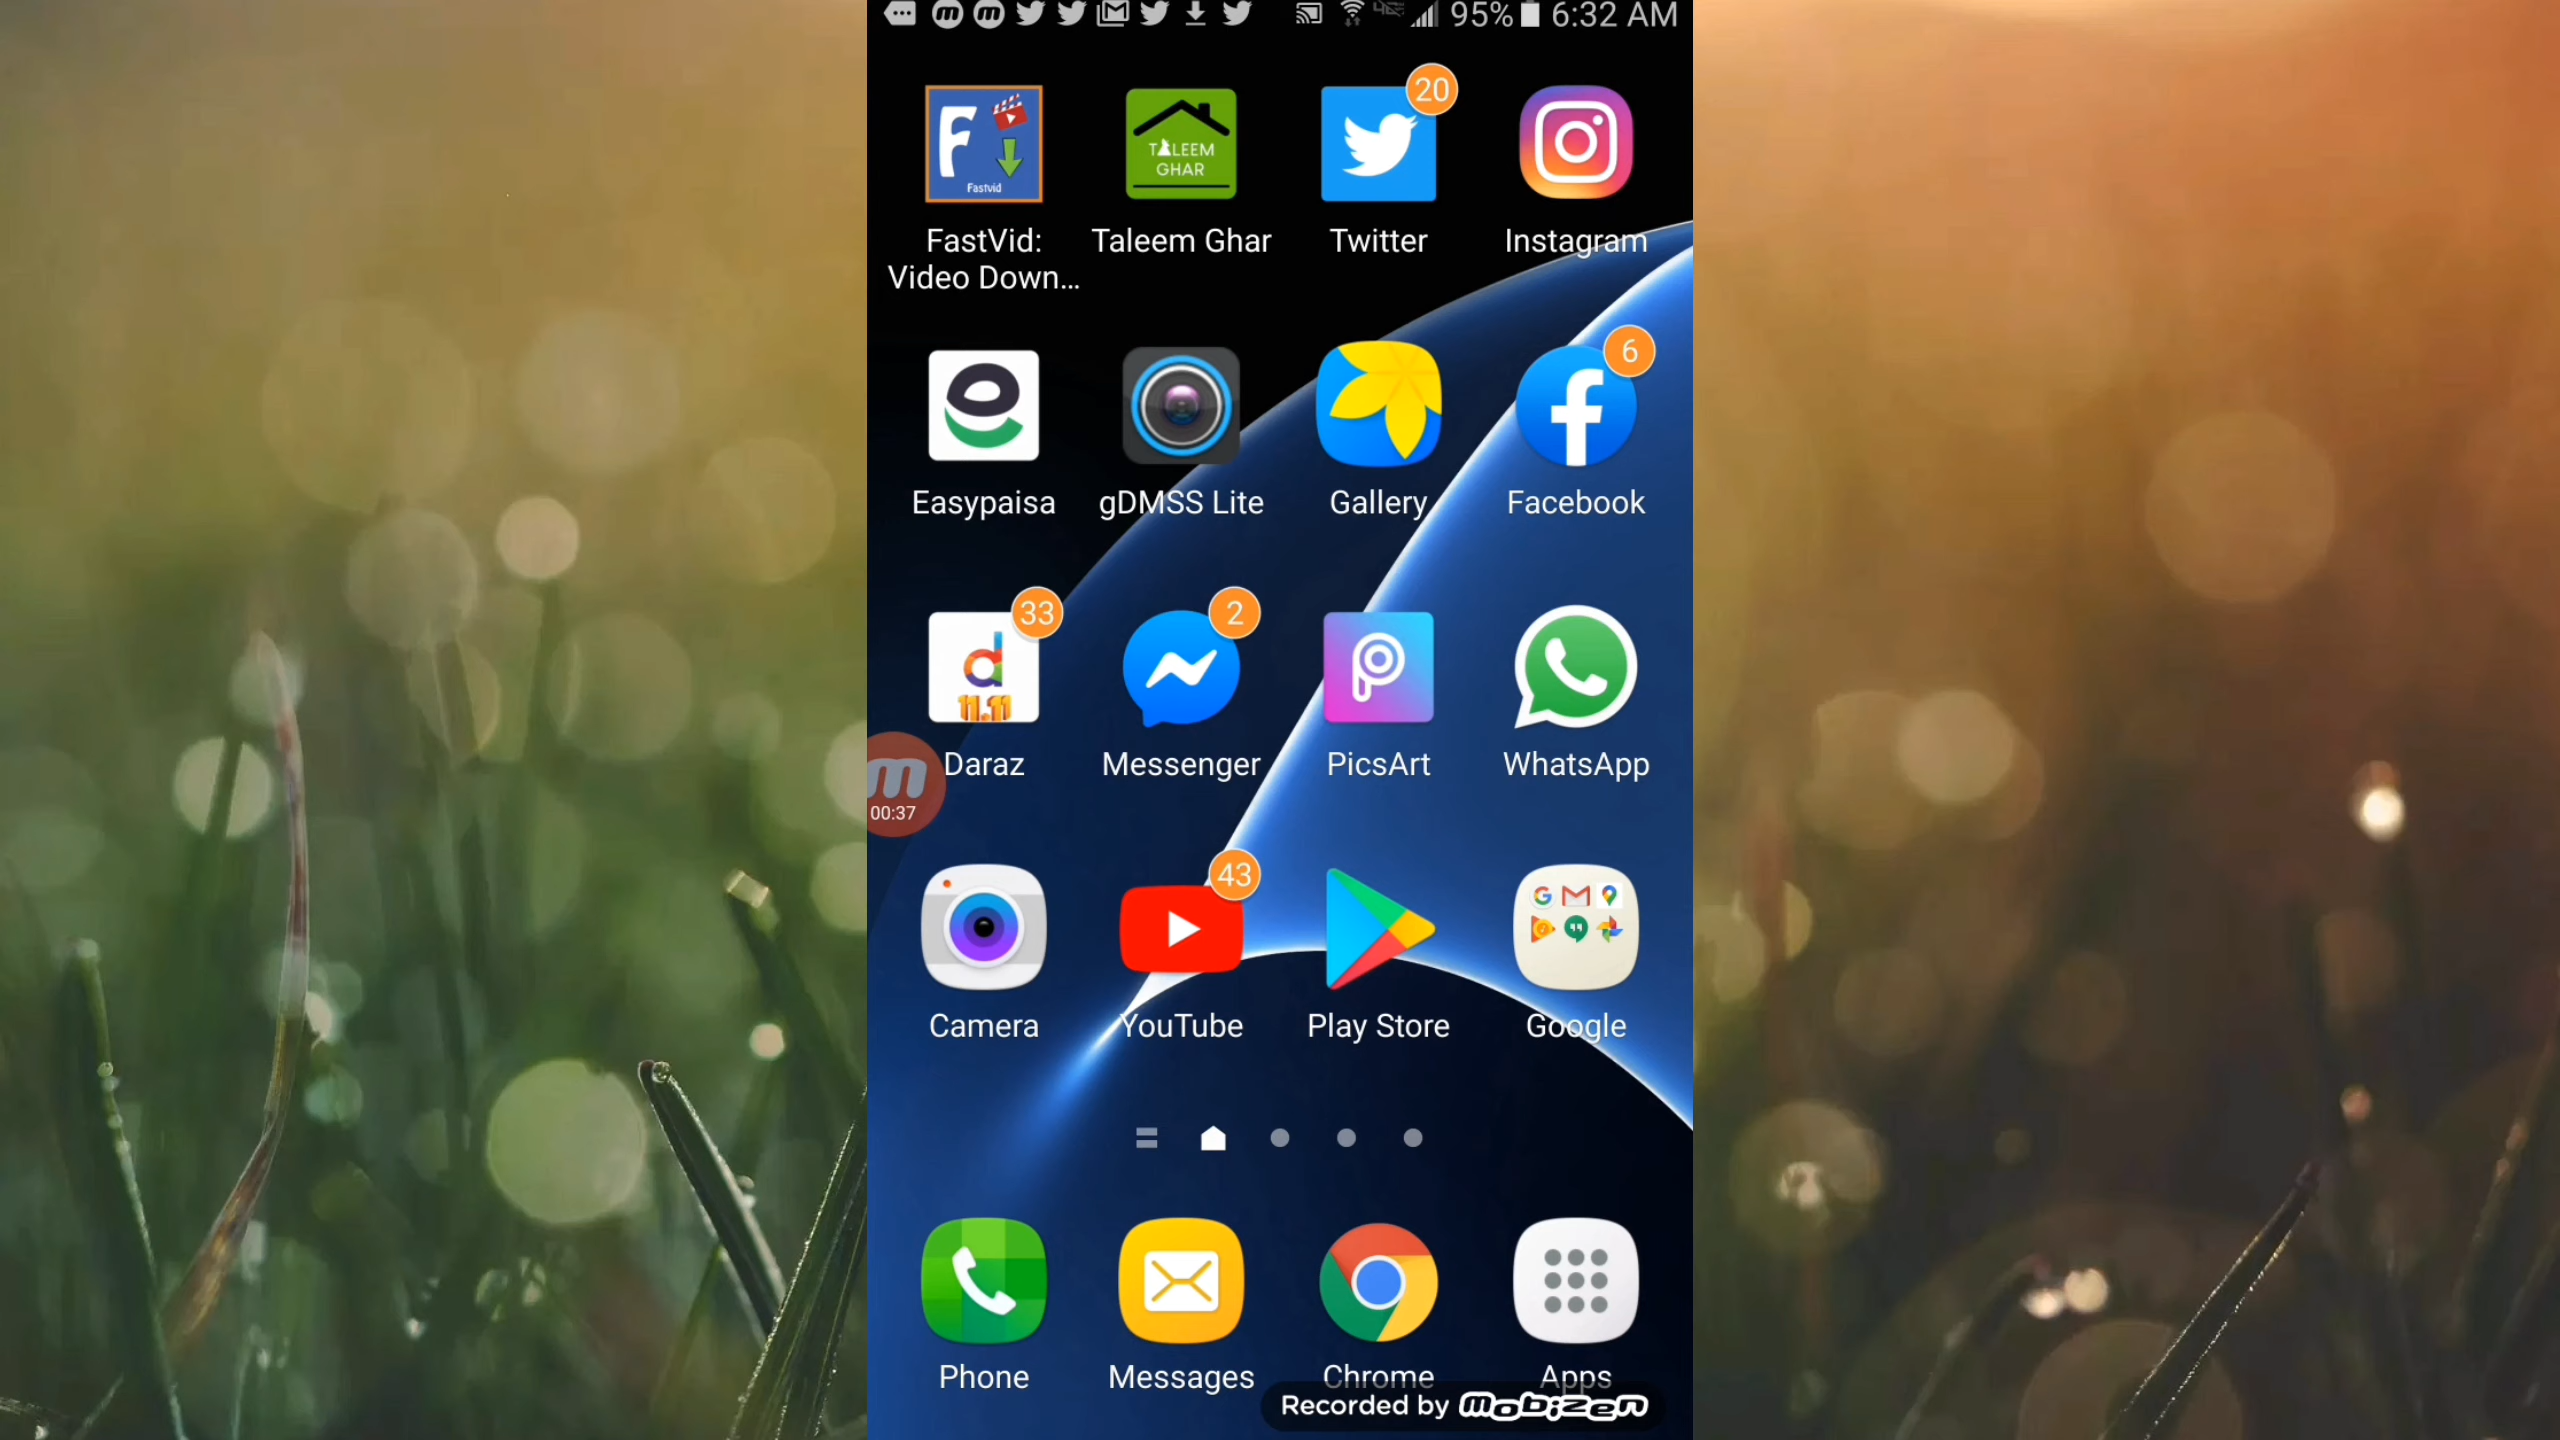 95% 6:32 AM
F
Fastvid
TALEEM
GHAR
20
FastVid:
Video Down...
Taleem Ghar
Twitter
Instagram
6
Easypaisa
gDMSS Lite
Gallery
Facebook
33
11.11
2
Daraz
Messenger
PicsArt
WhatsApp
m
00:37
43
Camera
YouTube
Play Store
Google
Phone
Messages
Chrome
Apps
Recorded by mobizen